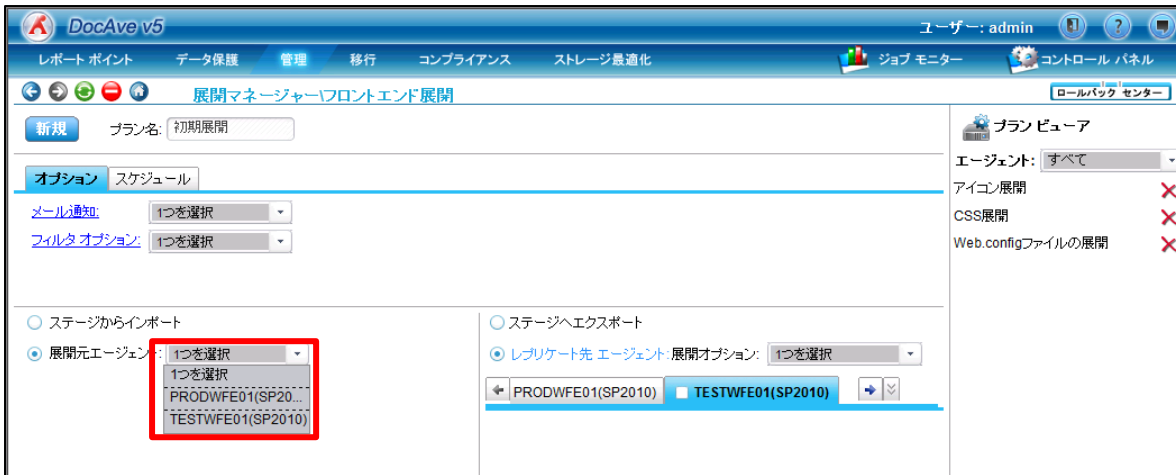 DocAve v5 ユーザー: admin
レポート ポイント データ保護 管理 移行 コンプライアンス ストレージ最適化 ジョブ モニター コントロール パネル
展開マネージャー\フロントエンド展開 ロールバック センター
新規 プラン名: 初期展開
プラン ビューア
エージェント: すべて
アイコン展開
CSS展開
Web.configファイルの展開
オプション スケジュール
メール通知: 1つを選択
フィルタ オプション: 1つを選択
ステージからインポート
展開元エージェント: 1つを選択
1つを選択
PRODWFE01(SP20...
TESTWFE01(SP2010)
ステージへエクスポート
レプリケート先 エージェント: 展開オプション: 1つを選択
PRODWFE01(SP2010) TESTWFE01(SP2010)